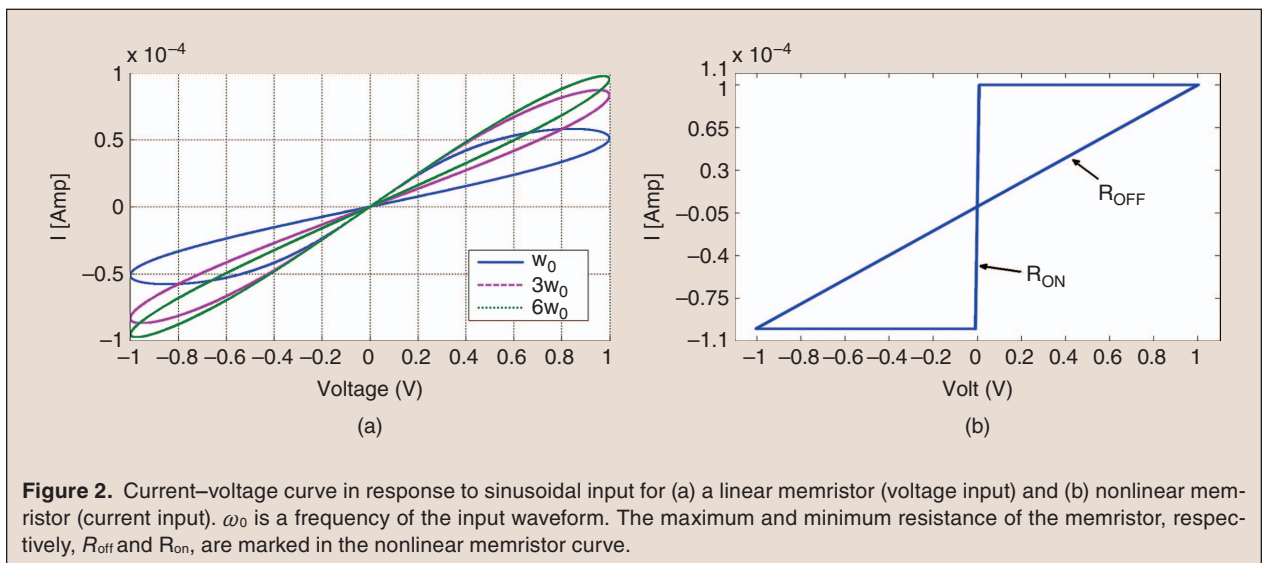 x 10⁻⁴
1
0.5
0
−0.5
−1
I [Amp]
w₀
3w₀
6w₀
−1 −0.8 −0.6 −0.4 −0.2 0 0.2 0.4 0.6 0.8 1
Voltage (V)
(a)
x 10⁻⁴
1.1
1
0.65
0.3
−0.05
−0.4
−0.75
−1.1
I [Amp]
R_OFF
R_ON
−1 −0.8 −0.6 −0.4 −0.2 0 0.2 0.4 0.6 0.8 1
Volt (V)
(b)
Figure 2. Current–voltage curve in response to sinusoidal input for (a) a linear memristor (voltage input) and (b) nonlinear mem-
ristor (current input). ω₀ is a frequency of the input waveform. The maximum and minimum resistance of the memristor, respec-
tively, R_off and R_on, are marked in the nonlinear memristor curve.